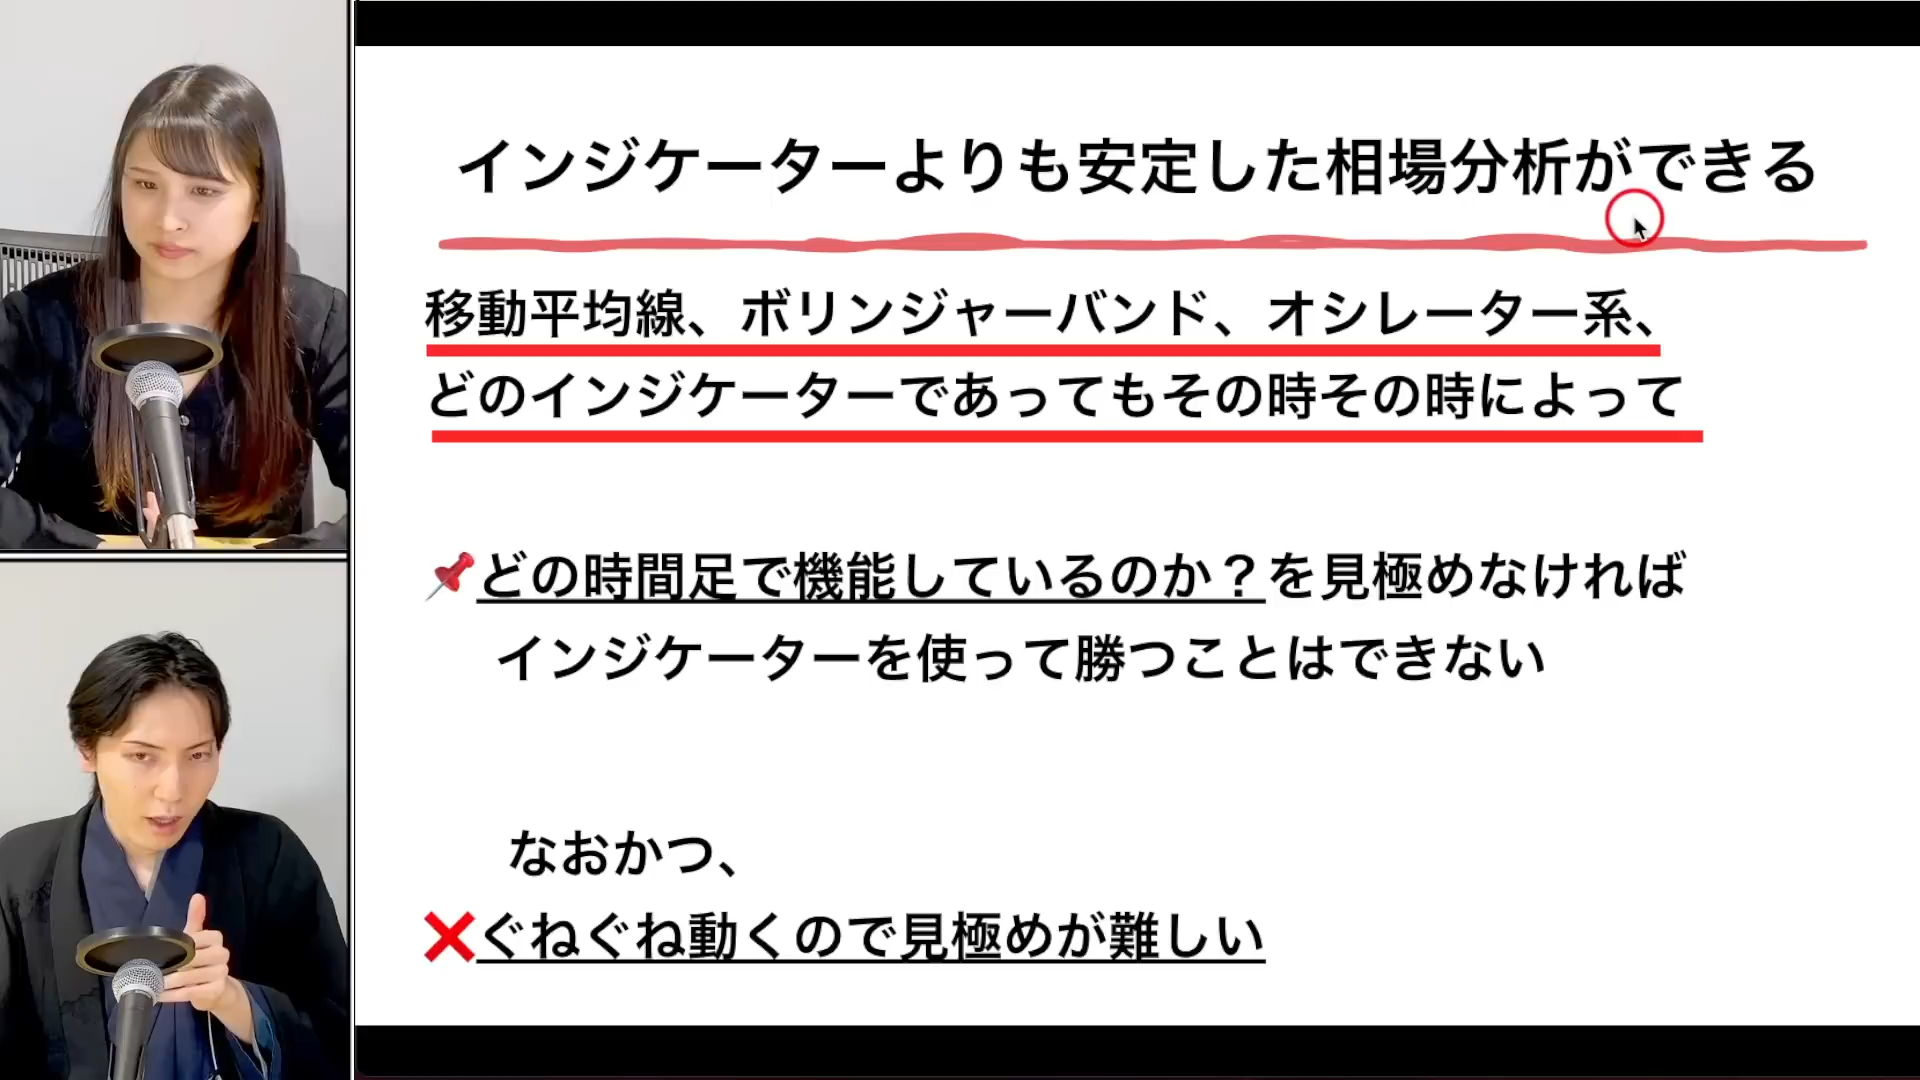 インジケーターよりも安定した相場分析ができる
移動平均線、ボリンジャーバンド、オシレーター系、
どのインジケーターであってもその時その時によって
📌どの時間足で機能しているのか？を見極めなければ
インジケーターを使って勝つことはできない
なおかつ、
❌ぐねぐね動くので見極めが難しい